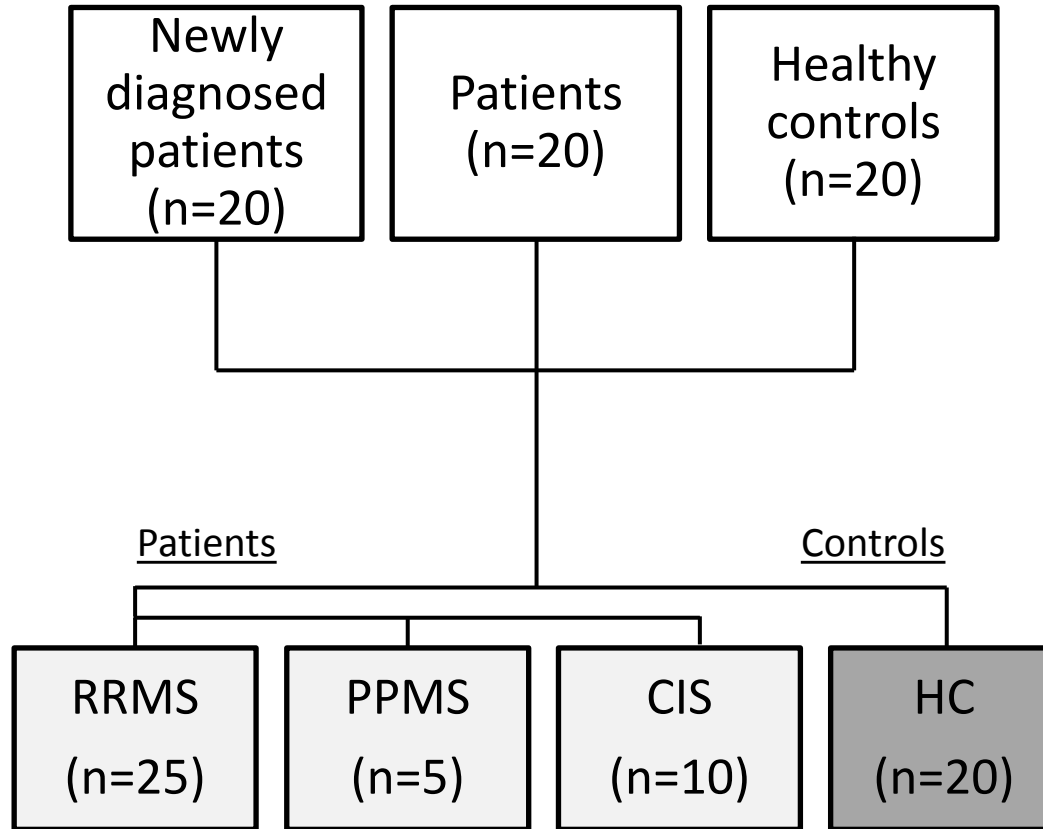 Newly
diagnosed
patients
(n=20)
Patients
(n=20)
Healthy
controls
(n=20)
Patients
Controls
RRMS
(n=25)
PPMS
(n=5)
CIS
(n=10)
HC
(n=20)